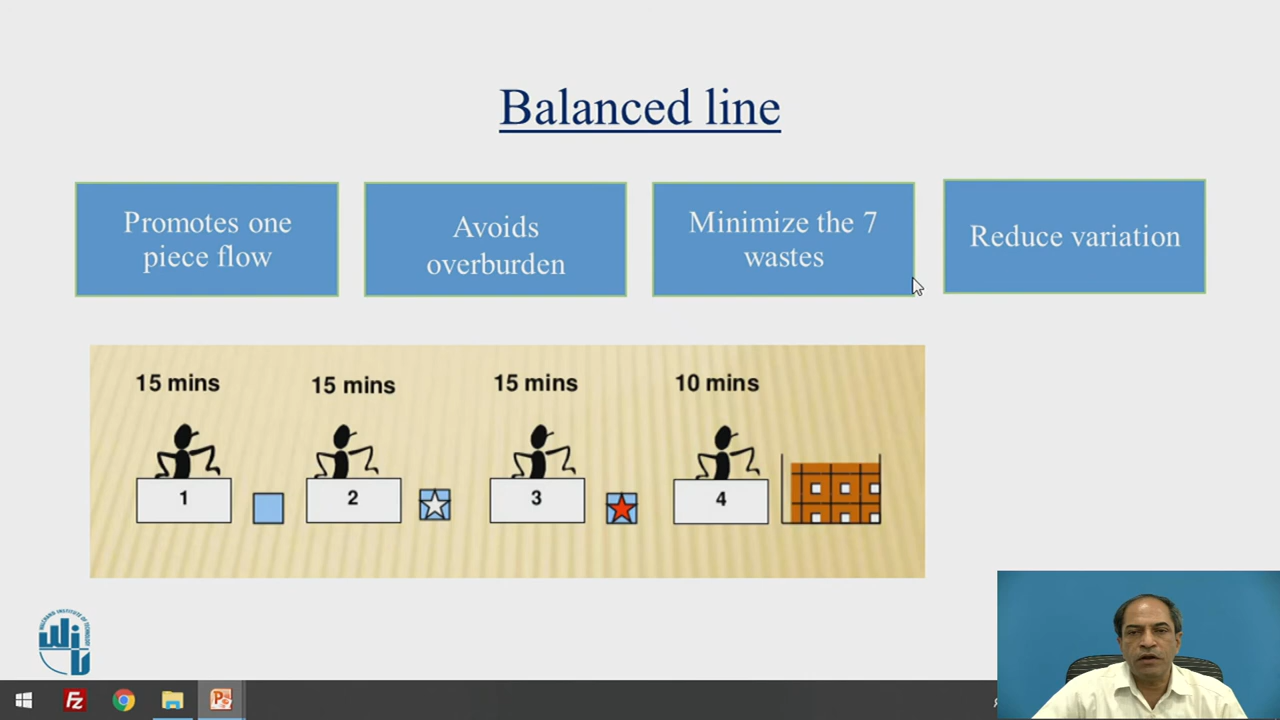 Balanced line
Promotes one
piece flow
Avoids
overburden
Minimize the 7
wastes
Reduce variation
15 mins
15 mins
15 mins
10 mins
1
2
3
4